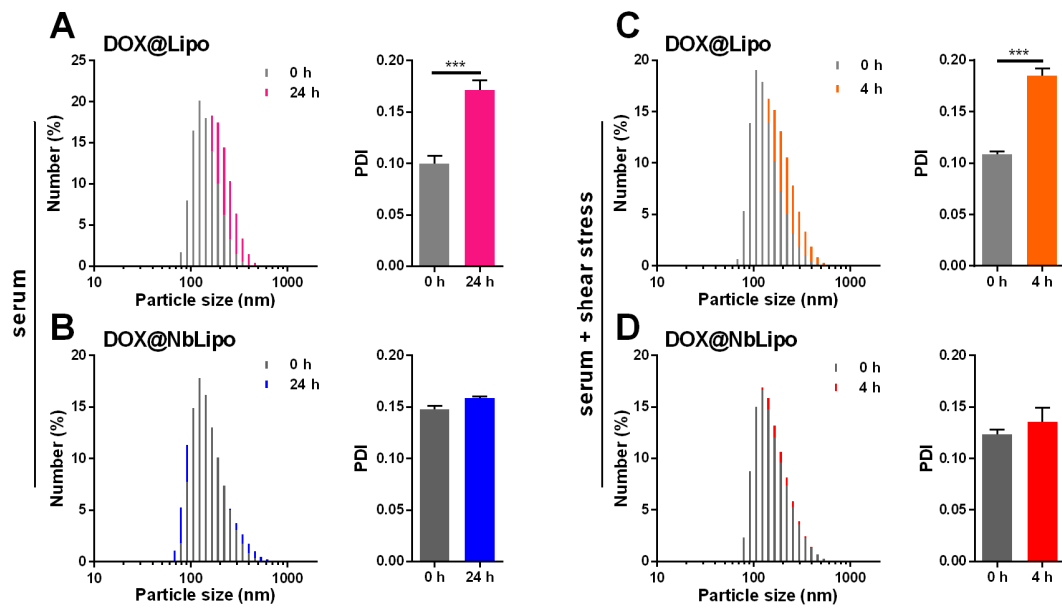 A
DOX@Lipo
0 h
24 h
Number (%)
25
20
15
10
5
0
10
100
1000
Particle size (nm)
***
PDI
0.20
0.15
0.10
0.05
0.00
0 h
24 h
serum
B
DOX@NbLipo
0 h
24 h
Number (%)
20
15
10
5
0
10
100
1000
Particle size (nm)
PDI
0.20
0.15
0.10
0.05
0.00
0 h
24 h
C
DOX@Lipo
0 h
4 h
Number (%)
20
15
10
5
0
10
100
1000
Particle size (nm)
***
PDI
0.20
0.15
0.10
0.05
0.00
0 h
4 h
serum + shear stress
D
DOX@NbLipo
0 h
4 h
Number (%)
20
15
10
5
0
10
100
1000
Particle size (nm)
PDI
0.20
0.15
0.10
0.05
0.00
0 h
4 h